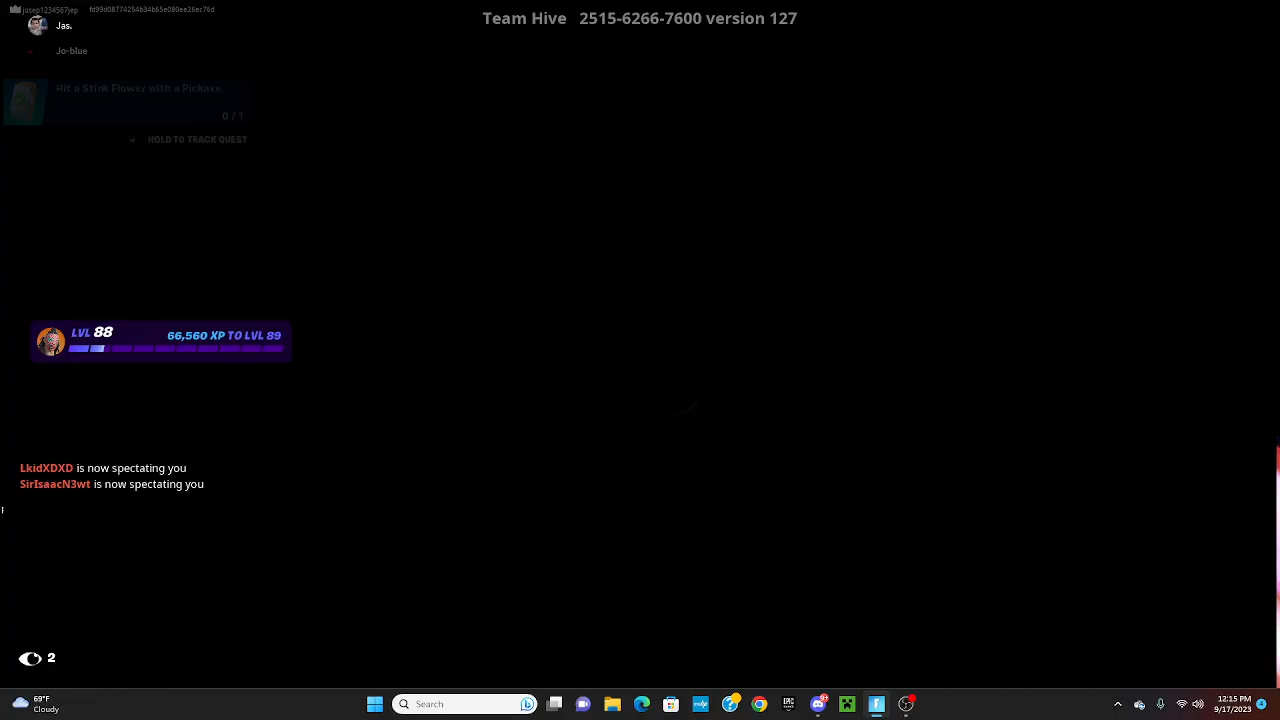 josep1234567jep fd99d08774254b34b65e080ee26ec76d
Team Hive 2515-6266-7600 version 127
Jas.
Jo-blue
Hit a Stink Flower with a Pickaxe
0 / 1
HOLD TO TRACK QUEST
LVL 88 66,560 XP TO LVL 89
LkidXDXD is now spectating you
SirIsaacN3wt is now spectating you
2
69°F
Cloudy
Search
12:15 PM
9/17/2023